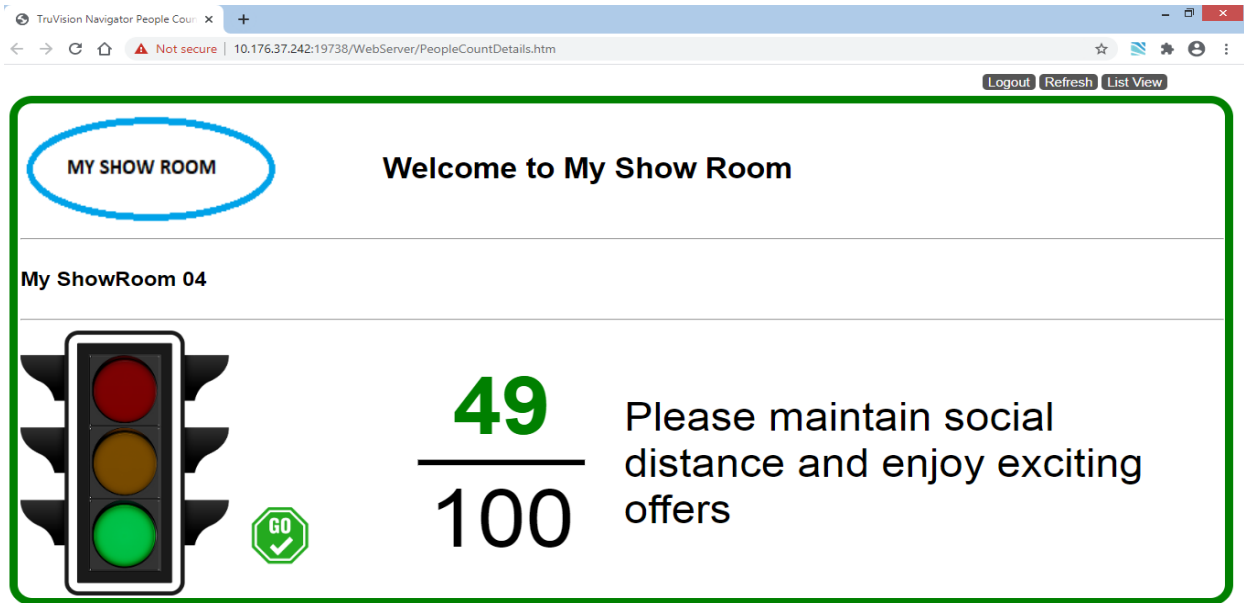 TruVision Navigator People Coun
Not secure | 10.176.37.242:19738/WebServer/PeopleCountDetails.htm
Logout Refresh List View
MY SHOW ROOM
Welcome to My Show Room
My ShowRoom 04
GO
49
100
Please maintain social
distance and enjoy exciting
offers